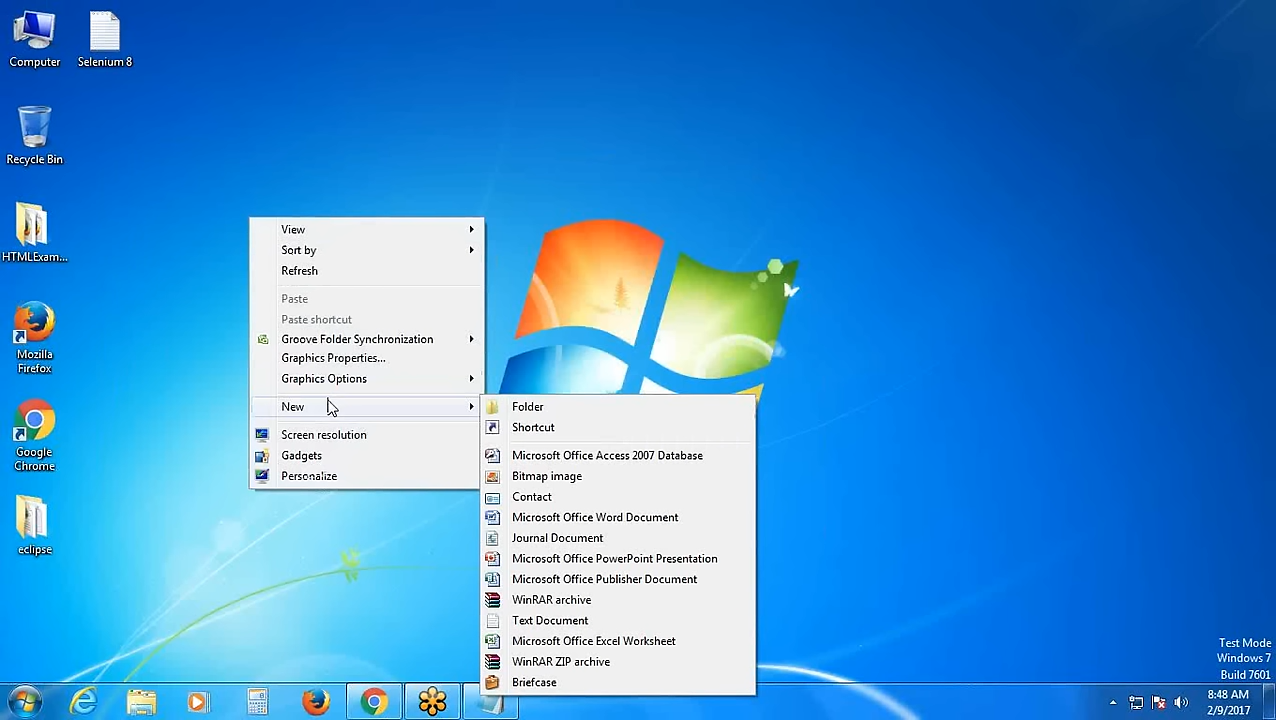 Computer
Selenium 8
Recycle Bin
HTMLExam...
Mozilla
Firefox
Google
Chrome
eclipse
View
Sort by
Refresh
Paste
Paste shortcut
Groove Folder Synchronization
Graphics Properties...
Graphics Options
New
Screen resolution
Gadgets
Personalize
Folder
Shortcut
Microsoft Office Access 2007 Database
Bitmap image
Contact
Microsoft Office Word Document
Journal Document
Microsoft Office PowerPoint Presentation
Microsoft Office Publisher Document
WinRAR archive
Text Document
Microsoft Office Excel Worksheet
WinRAR ZIP archive
Briefcase
Test Mode
Windows 7
Build 7601
8:48 AM
2/9/2017